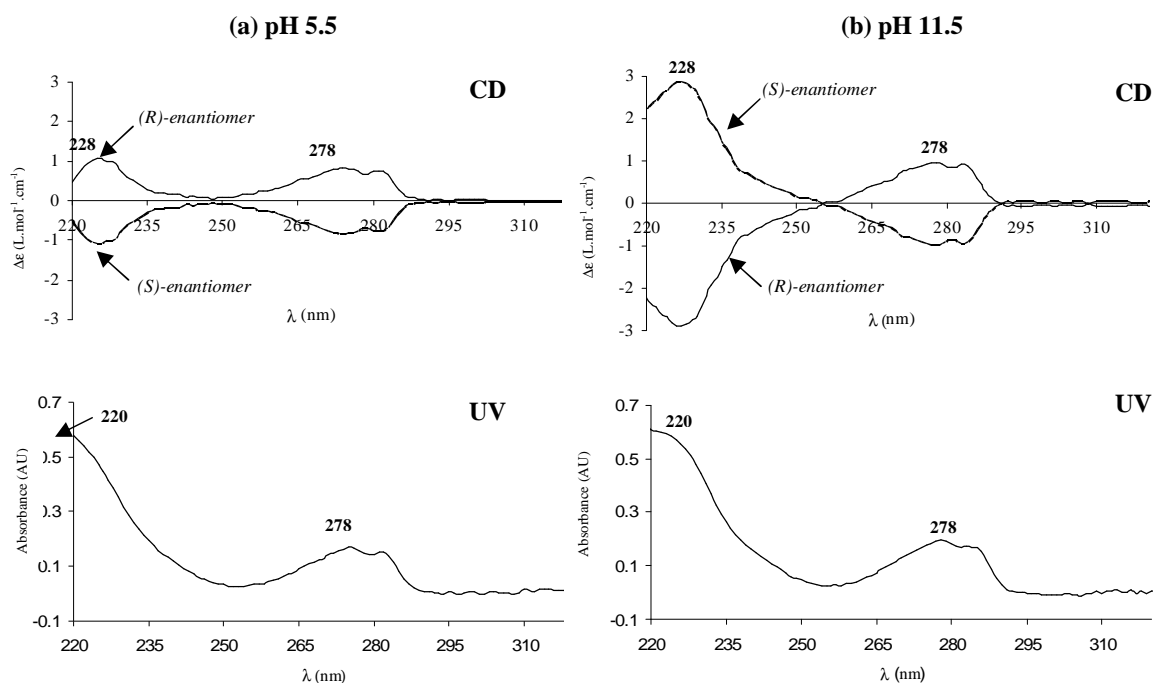 (a) pH 5.5
(b) pH 11.5
CD
3
2
1
0
-1
-2
-3
Δε (L.mol-1.cm-1)
228
(R)-enantiomer
278
220 235 250 265 280 295 310
(S)-enantiomer
λ (nm)
CD
3
2
1
0
-1
-2
-3
Δε (L.mol-1.cm-1)
228
(S)-enantiomer
278
220 235 250 265 280 295 310
(R)-enantiomer
λ (nm)
UV
0.7
0.5
0.3
0.1
-0.1
Absorbance (AU)
220
278
220 235 250 265 280 295 310
λ (nm)
UV
0.7
0.5
0.3
0.1
-0.1
Absorbance (AU)
220
278
220 235 250 265 280 295 310
λ (nm)